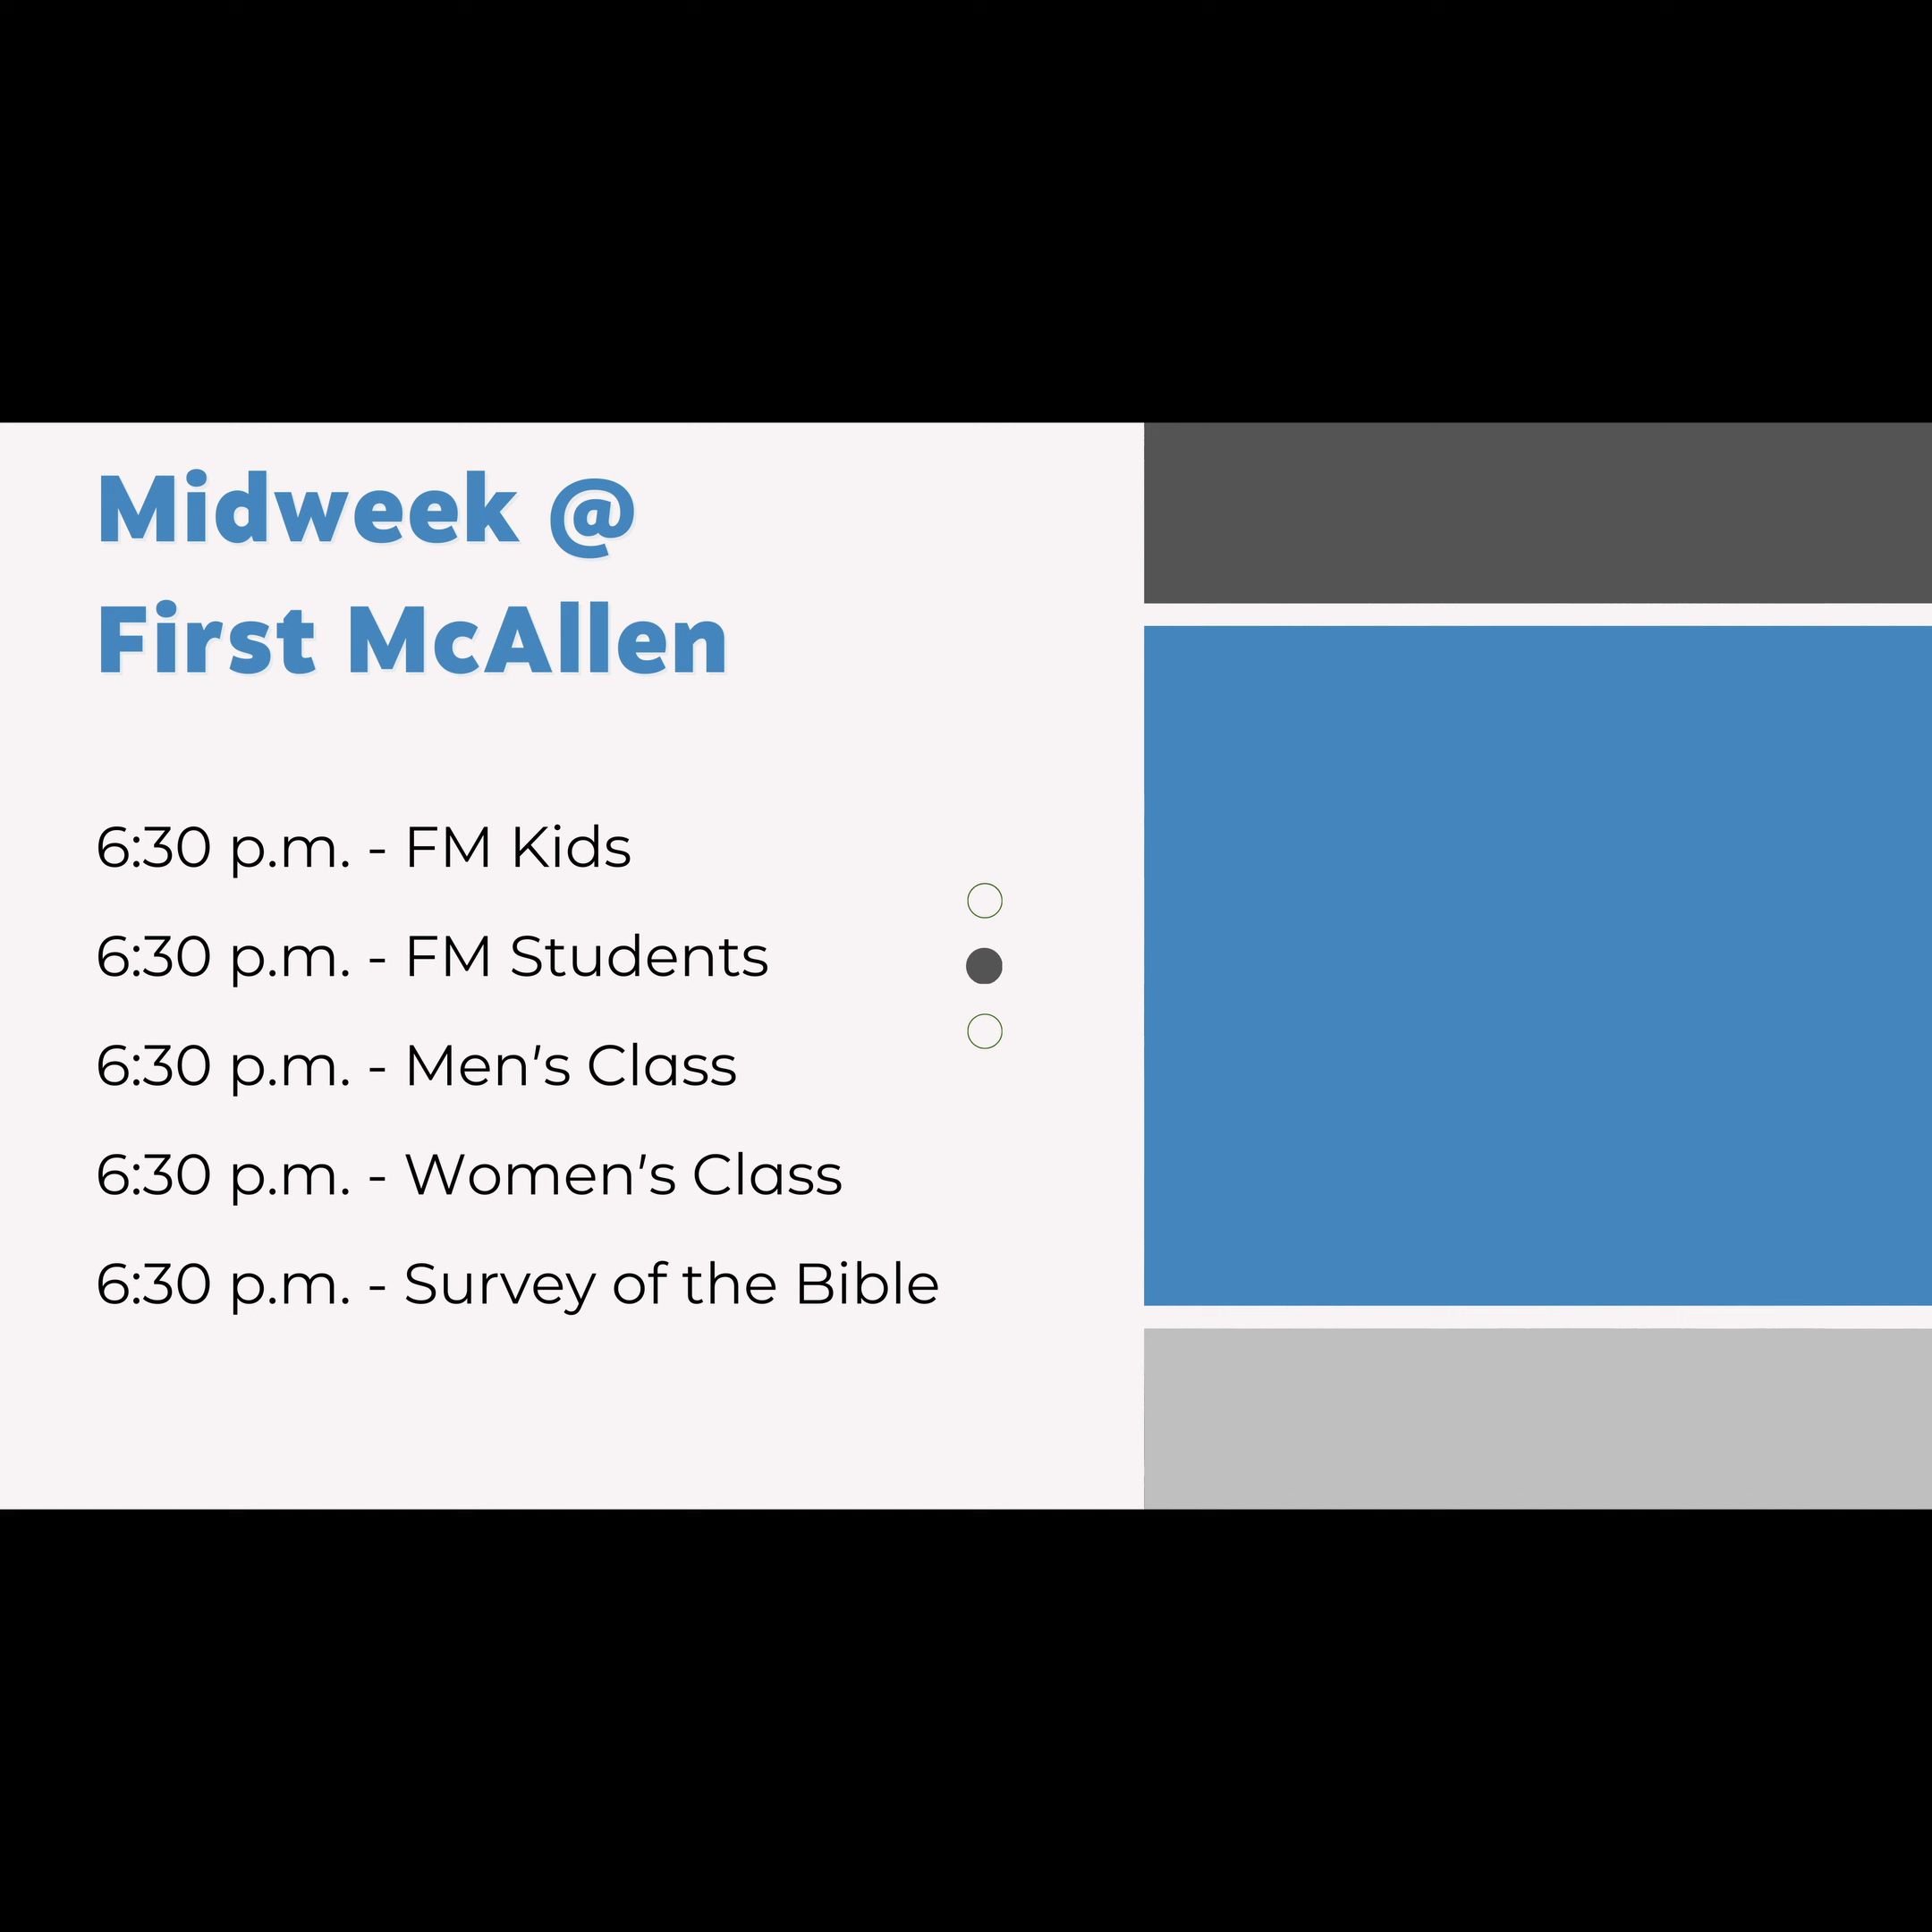 Midweek @
First McAllen
6:30 p.m. - FM Kids
6:30 p.m. - FM Students
6:30 p.m. - Men's Class
6:30 p.m. - Women's Class
6:30 p.m. - Survey of the Bible